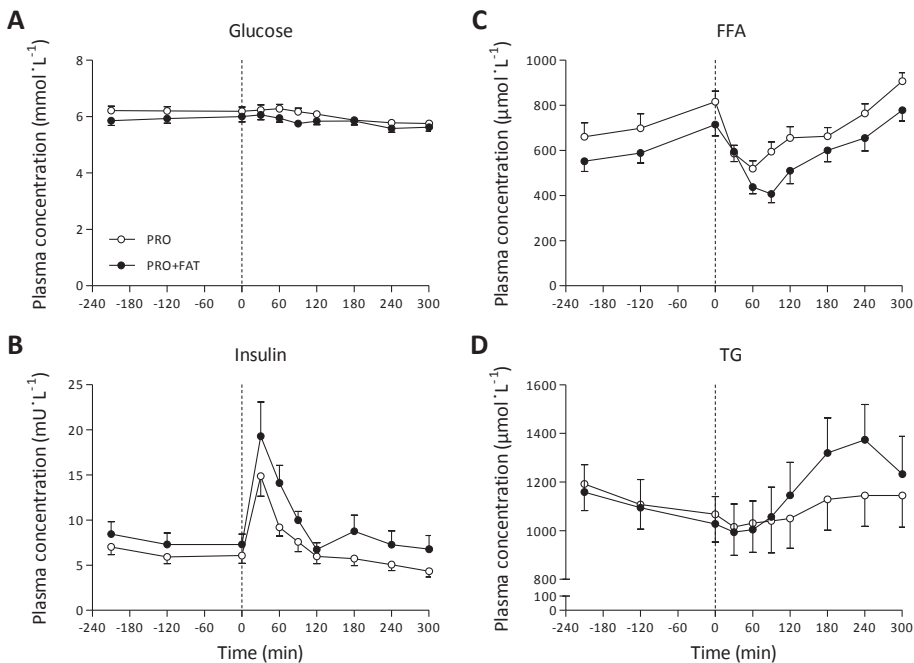 A
Glucose
Plasma concentration (mmol·L⁻¹)
8
6
4
2
0
PRO
PRO+FAT
-240 -180 -120 -60 0 60 120 180 240 300
C
FFA
Plasma concentration (µmol·L⁻¹)
1000
800
600
400
200
0
-240 -180 -120 -60 0 60 120 180 240 300
B
Insulin
Plasma concentration (mU·L⁻¹)
25
20
15
10
5
0
-240 -180 -120 -60 0 60 120 180 240 300
Time (min)
D
TG
Plasma concentration (µmol·L⁻¹)
1600
1400
1200
1000
800
100
0
-240 -180 -120 -60 0 60 120 180 240 300
Time (min)